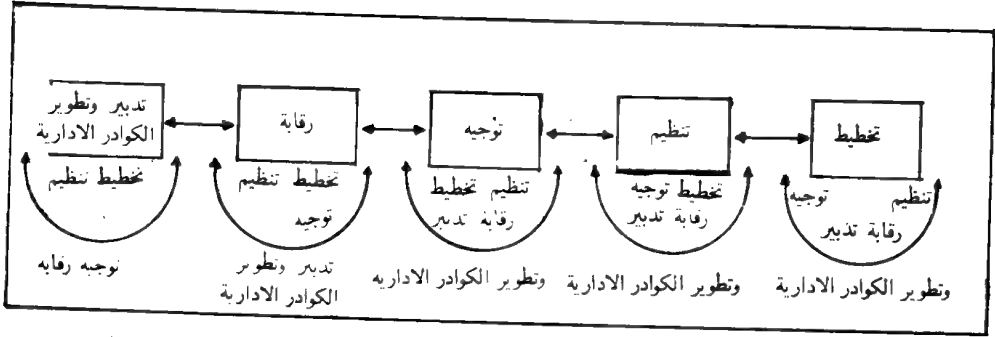 تخطيط
تنظيم توجيه
رقابة تدبير
وتطوير الكوادر الادارية
تنظيم
تخطيط توجيه
رقابة تدبير
وتطوير الكوادر الادارية
توجيه
تنظيم تخطيط
رقابة تدبير
وتطوير الكوادر الادارية
رقابة
تخطيط تنظيم
توجيه
تدبير وتطوير
الكوادر الادارية
تدبير وتطوير
الكوادر الادارية
تخطيط تنظيم
توجيه رقابه